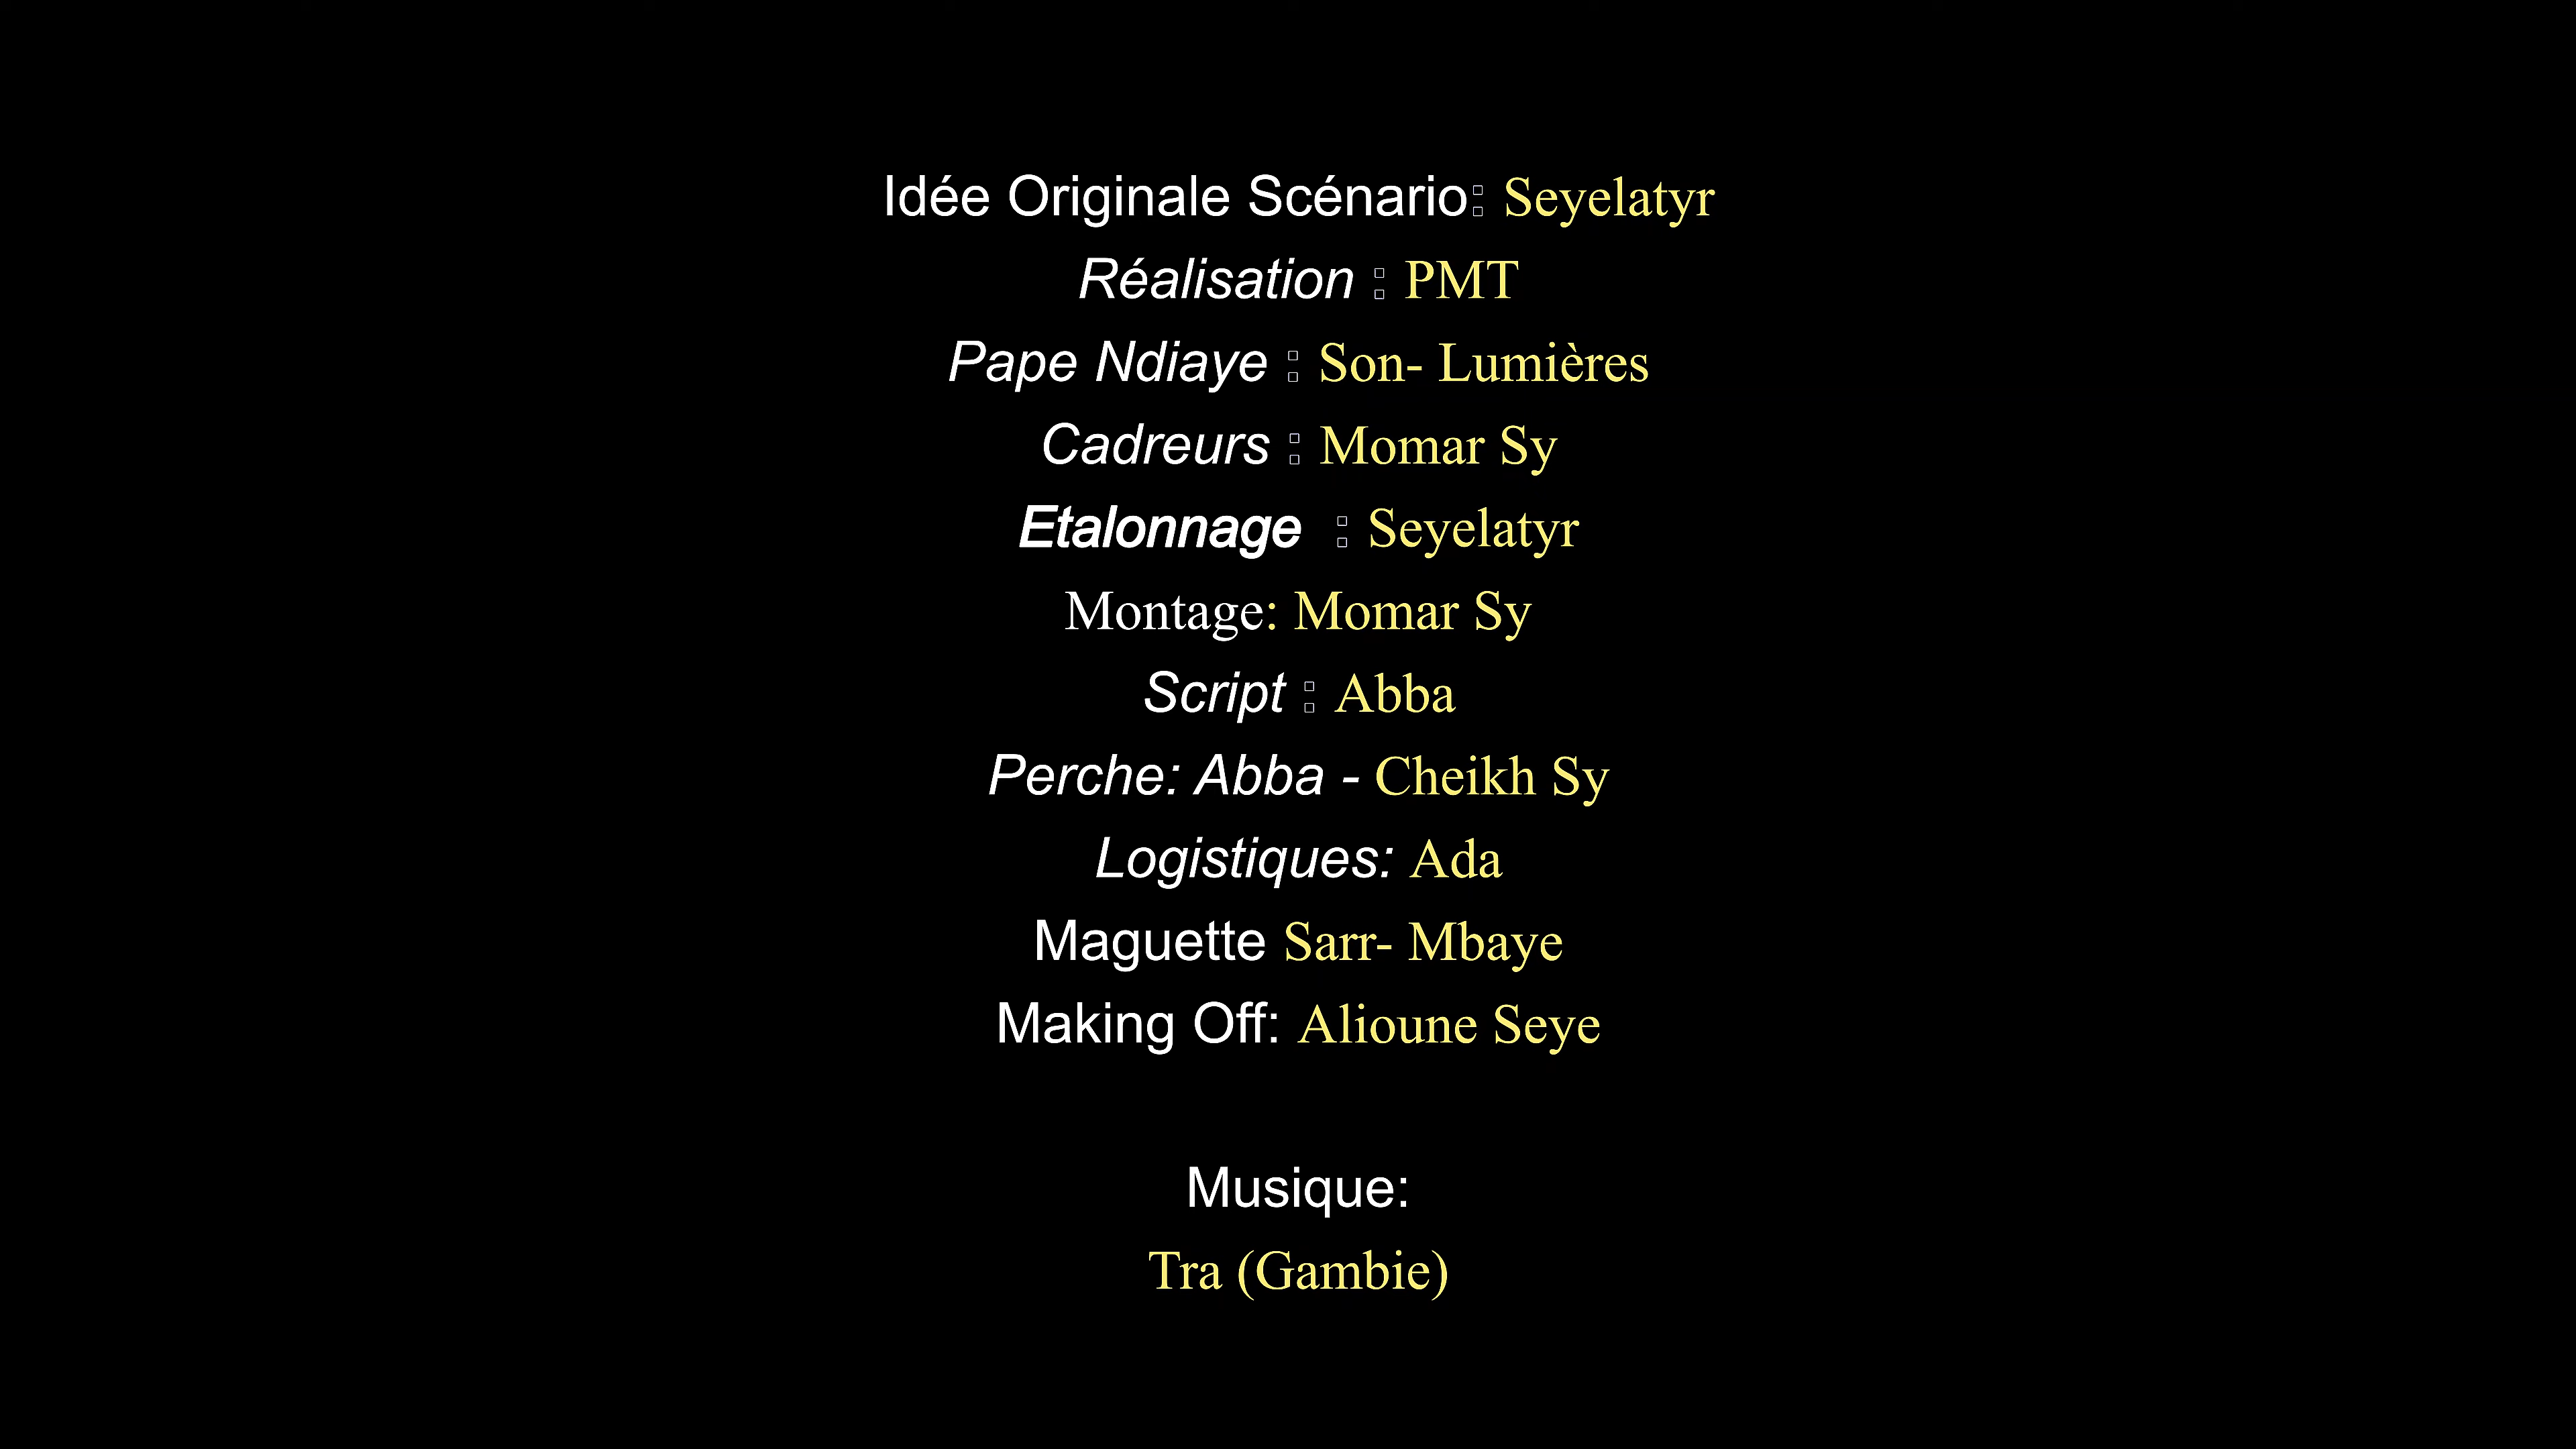 Idée Originale Scénario: Seyelatyr
Réalisation : PMT
Pape Ndiaye : Son- Lumières
Cadreurs : Momar Sy
Etalonnage : Seyelatyr
Montage: Momar Sy
Script : Abba
Perche: Abba - Cheikh Sy
Logistiques: Ada
Maguette Sarr- Mbaye
Making Off: Alioune Seye
Musique:
Tra (Gambie)